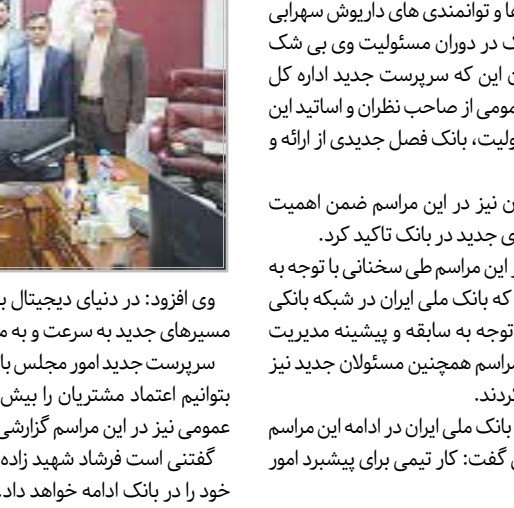 ها و توانمندی های داریوش سهرابی
ک در دوران مسئولیت وی بی شک
ن این که سرپرست جدید اداره کل
مومی از صاحب نظران و اساتید این
ولیت، بانک فصل جدیدی از ارائه و
ن نیز در این مراسم ضمن اهمیت
ی جدید در بانک تاکید کرد.
ر این مراسم طی سخنانی با توجه به
که بانک ملی ایران در شبکه بانکی
توجه به سابقه و پیشینه مدیریت
مراسم همچنین مسئولان جدید نیز
کردند.
بانک ملی ایران در ادامه این مراسم
ی گفت: کار تیمی برای پیشبرد امور
وی افزود: در دنیای دیجیتال ب
مسیرهای جدید به سرعت و به م
سرپرست جدید امور مجلس با
بتوانیم اعتماد مشتریان را بیش
عمومی نیز در این مراسم گزارشی
گفتنی است فرشاد شهید زاده
خود را در بانک ادامه خواهد داد.